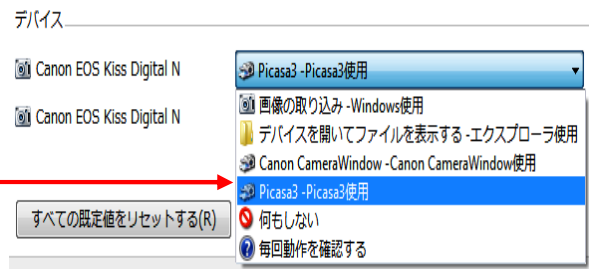 デバイス
Canon EOS Kiss Digital N
Picasa3 -Picasa3使用
Canon EOS Kiss Digital N
画像の取り込み -Windows使用
デバイスを開いてファイルを表示する -エクスプローラ使用
Canon CameraWindow -Canon CameraWindow使用
Picasa3 -Picasa3使用
何もしない
毎回動作を確認する
すべての既定値をリセットする(R)